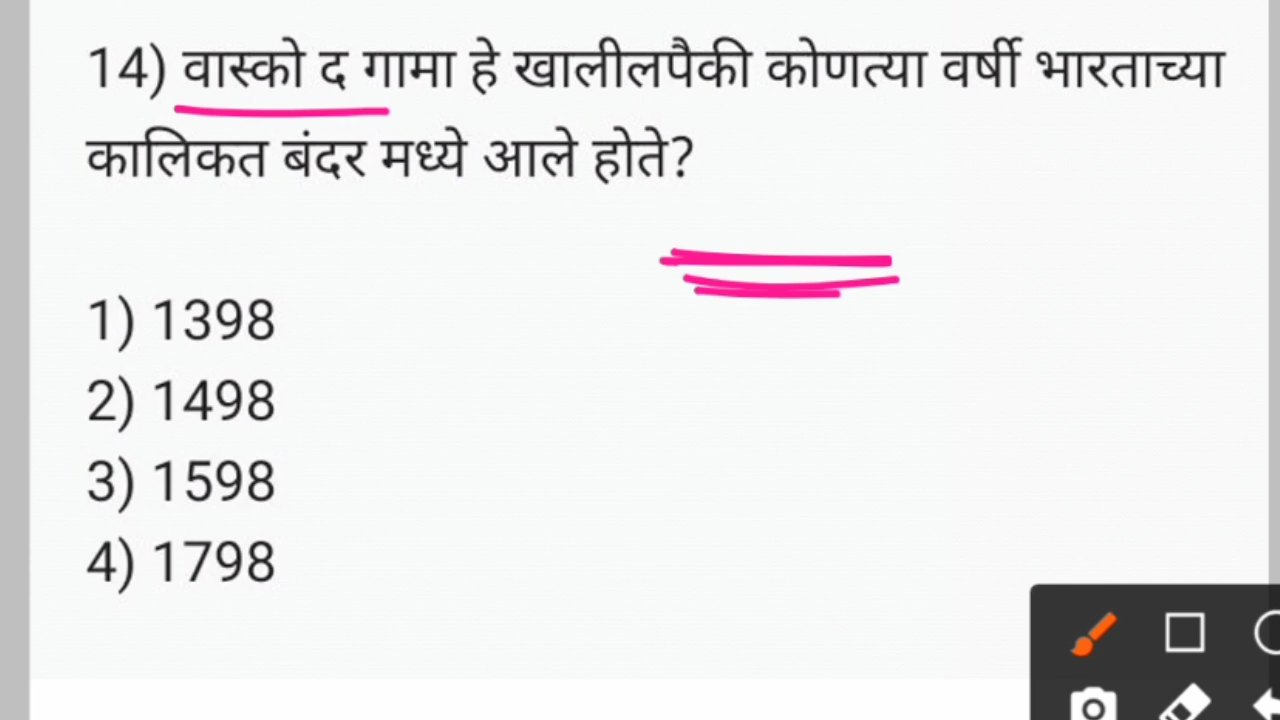 14) वास्को द गामा हे खालीलपैकी कोणत्या वर्षी भारताच्या
कालिकत बंदर मध्ये आले होते?
1) 1398
2) 1498
3) 1598
4) 1798